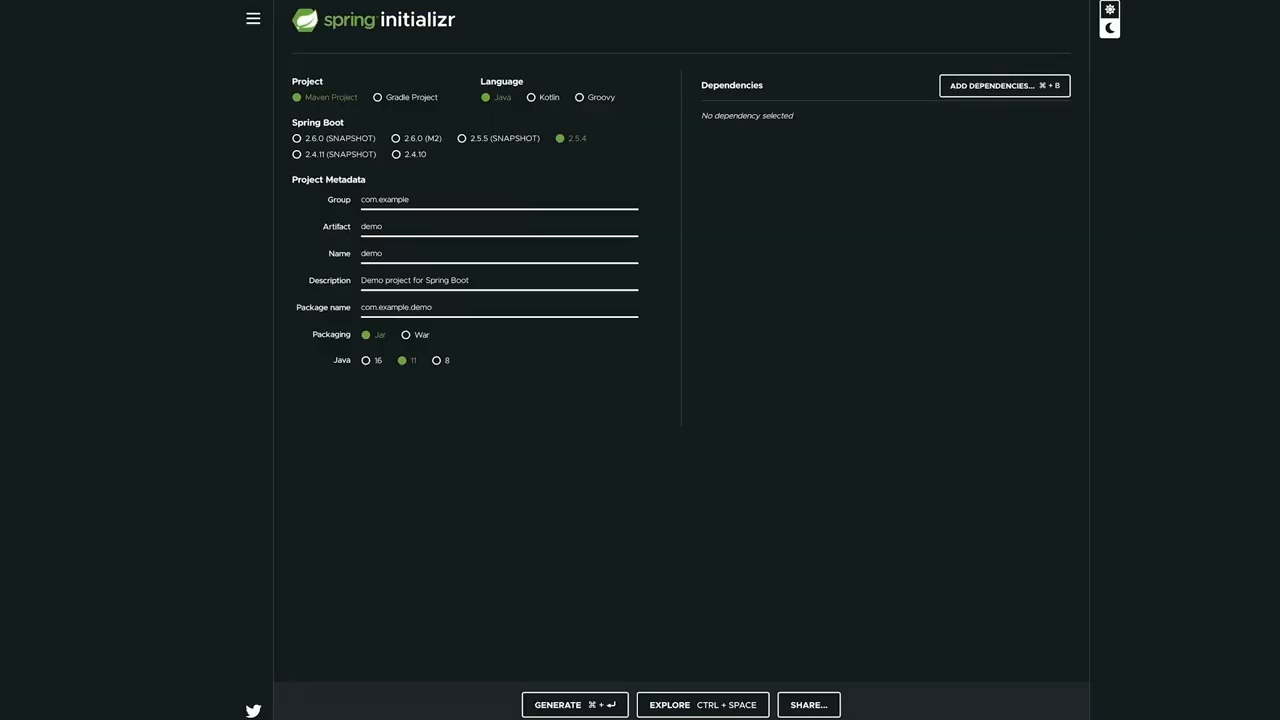 spring initializr
Project
Maven Project Gradle Project
Language
Java Kotlin Groovy
Spring Boot
2.6.0 (SNAPSHOT) 2.6.0 (M2) 2.5.5 (SNAPSHOT) 2.5.4
2.4.11 (SNAPSHOT) 2.4.10
Project Metadata
Group com.example
Artifact demo
Name demo
Description Demo project for Spring Boot
Package name com.example.demo
Packaging Jar War
Java 16 11 8
Dependencies
ADD DEPENDENCIES... ⌘ + B
No dependency selected
GENERATE ⌘ + ↵
EXPLORE CTRL + SPACE
SHARE...